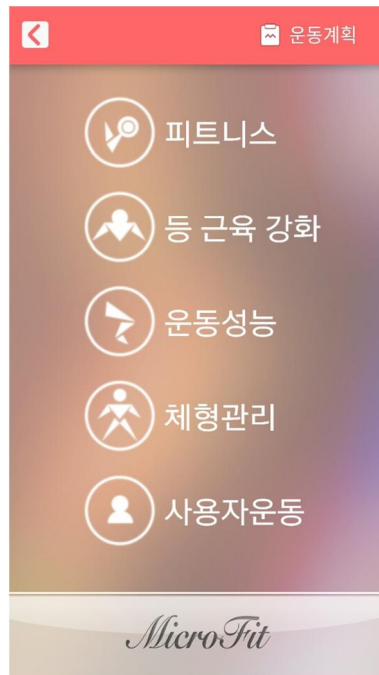 운동계획
피트니스
등 근육 강화
운동성능
체형관리
사용자운동
MicroFit